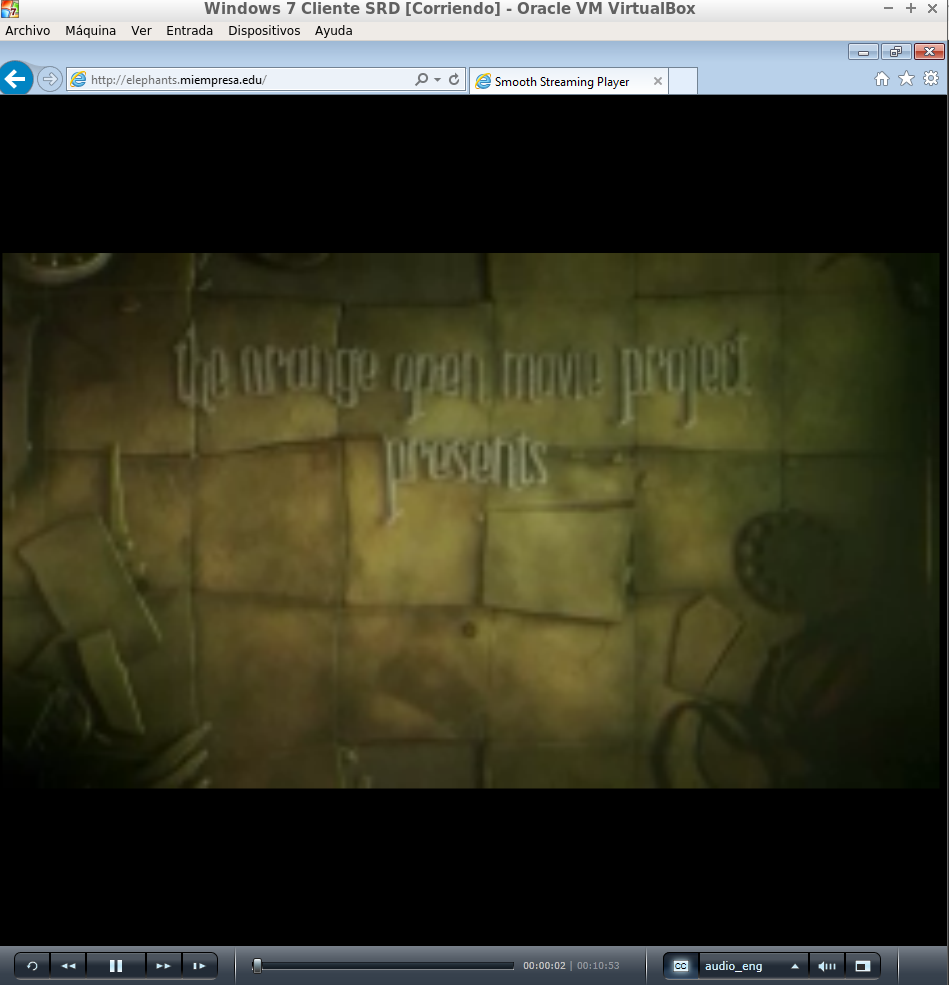 Windows 7 Cliente SRD [Corriendo] - Oracle VM VirtualBox
Archivo Máquina Ver Entrada Dispositivos Ayuda
http://elephants.miempresa.edu/ Smooth Streaming Player
the orange open movie project
presents
00:00:02 | 00:10:53 CC audio_eng